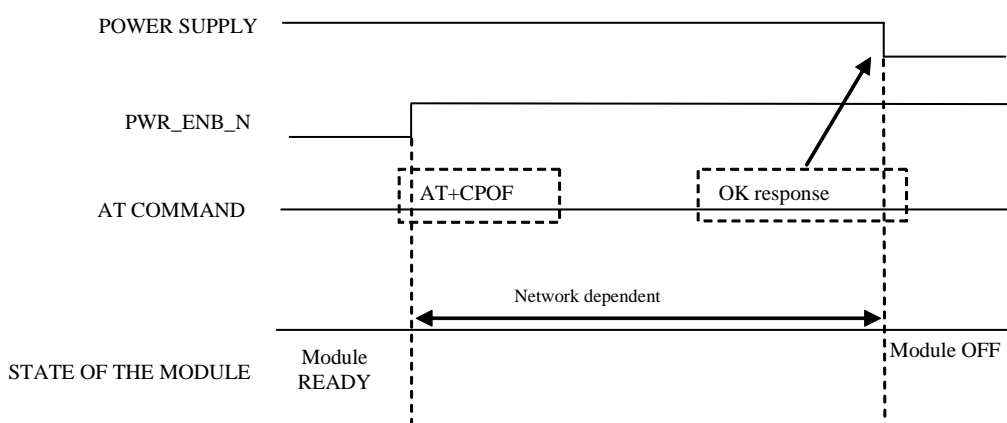 POWER SUPPLY
PWR_ENB_N
AT COMMAND
AT+CPOF
OK response
Network dependent
STATE OF THE MODULE
Module
READY
Module OFF